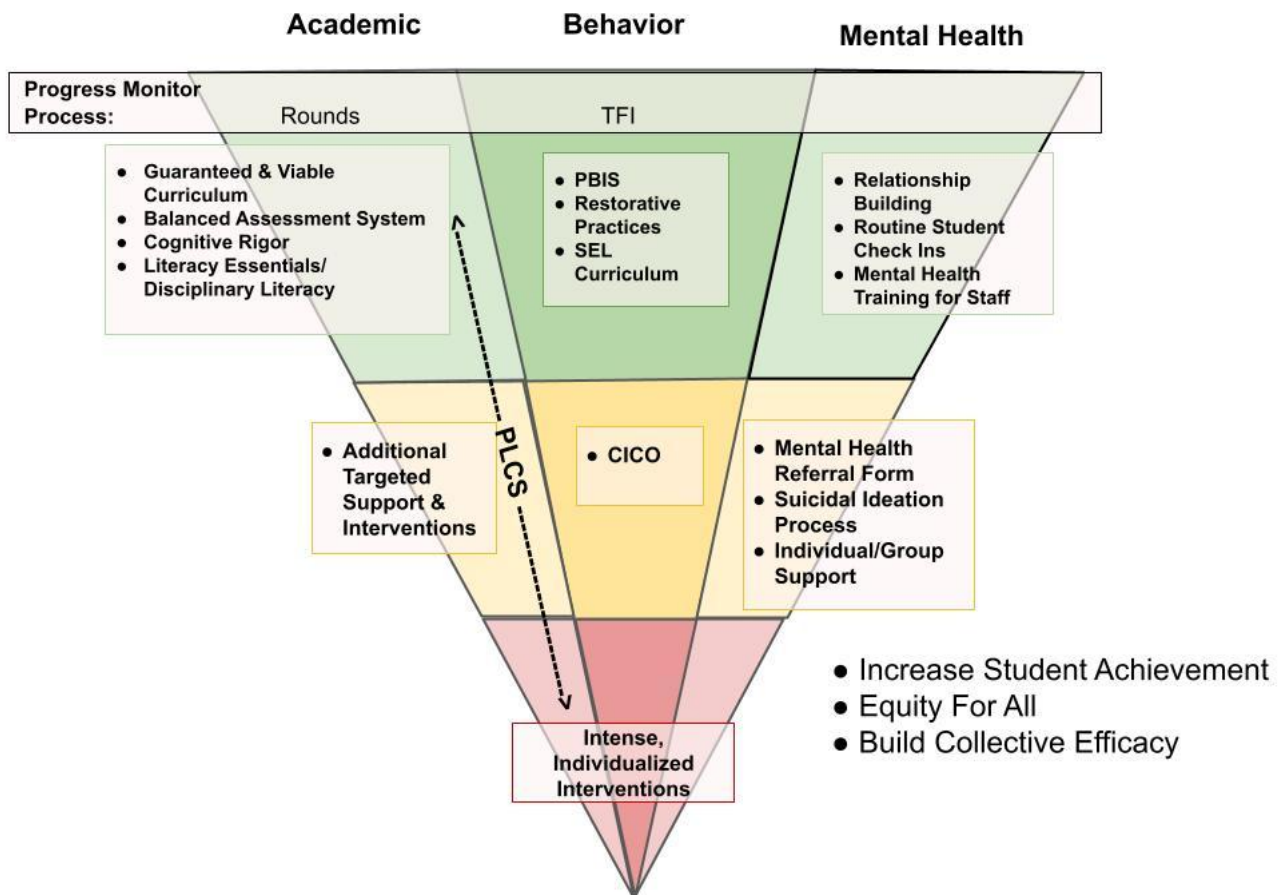 Academic
Behavior
Mental Health
Progress Monitor
Process:
Rounds
TFI
● Guaranteed & Viable
Curriculum
● Balanced Assessment System
● Cognitive Rigor
● Literacy Essentials/
Disciplinary Literacy
● PBIS
● Restorative
Practices
● SEL
Curriculum
● Relationship
Building
● Routine Student
Check Ins
● Mental Health
Training for Staff
PLCS
● Additional
Targeted
Support &
Interventions
● CICO
● Mental Health
Referral Form
● Suicidal Ideation
Process
● Individual/Group
Support
Intense,
Individualized
Interventions
● Increase Student Achievement
● Equity For All
● Build Collective Efficacy